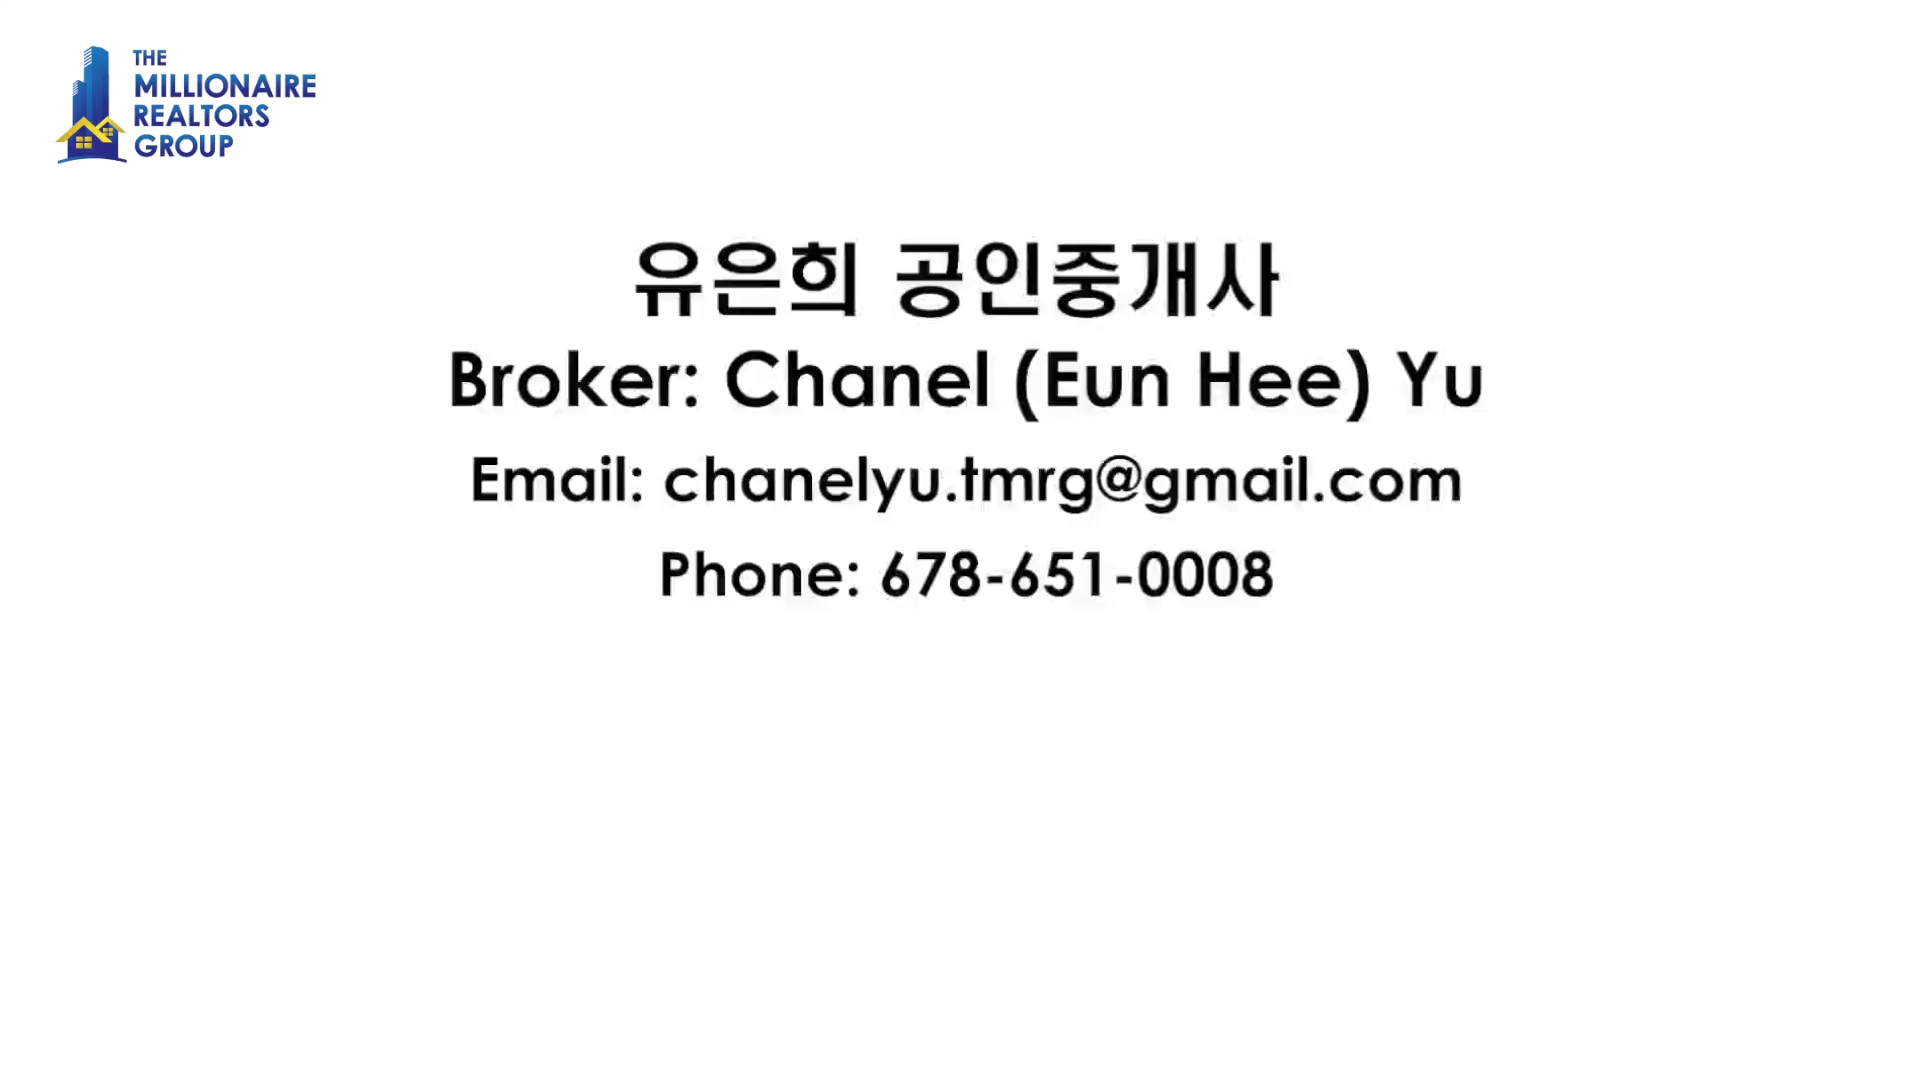 THE
MILLIONAIRE
REALTORS
GROUP
유은희 공인중개사
Broker: Chanel (Eun Hee) Yu
Email: chanelyu.tmrg@gmail.com
Phone: 678-651-0008